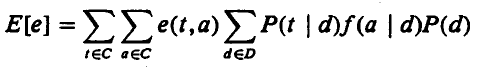 E[e] = ∑_{t∈C} ∑_{a∈C} e(t,a) ∑_{d∈D} P(t | d)f(a | d)P(d)